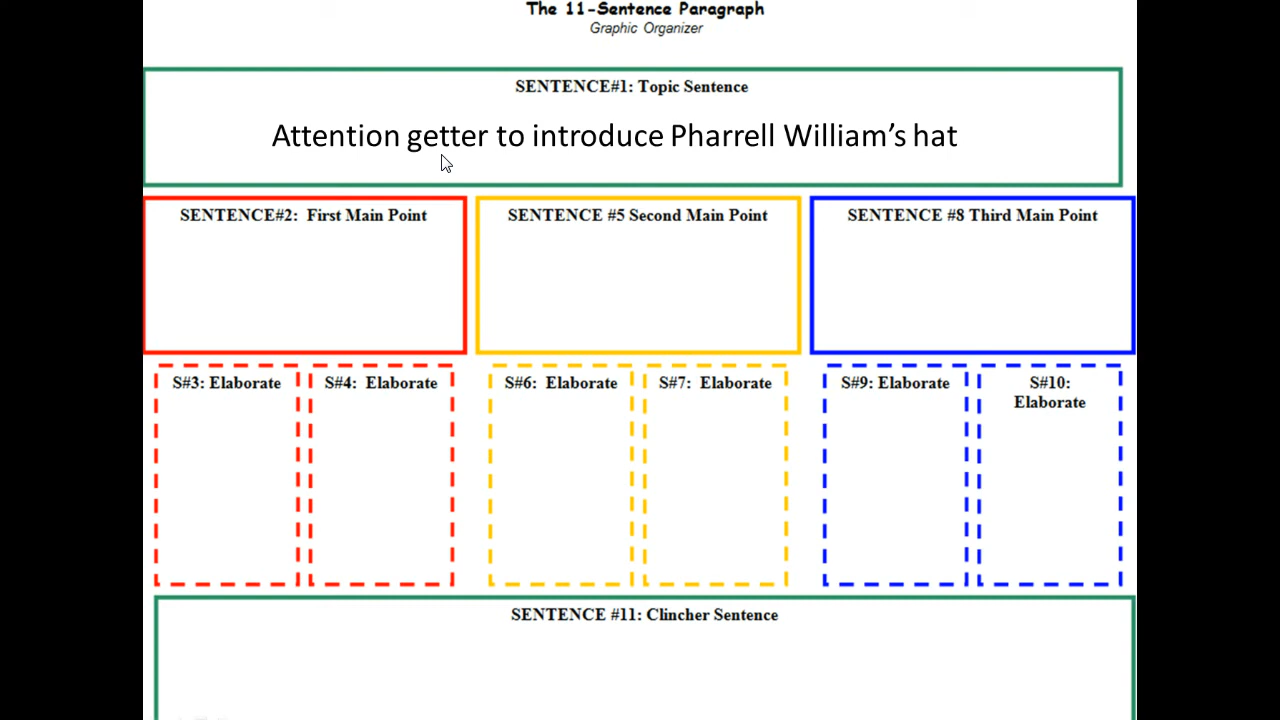 The 11-Sentence Paragraph
Graphic Organizer
SENTENCE#1: Topic Sentence
Attention getter to introduce Pharrell William’s hat
SENTENCE#2: First Main Point
SENTENCE #5 Second Main Point
SENTENCE #8 Third Main Point
S#3: Elaborate
S#4: Elaborate
S#6: Elaborate
S#7: Elaborate
S#9: Elaborate
S#10:
Elaborate
SENTENCE #11: Clincher Sentence